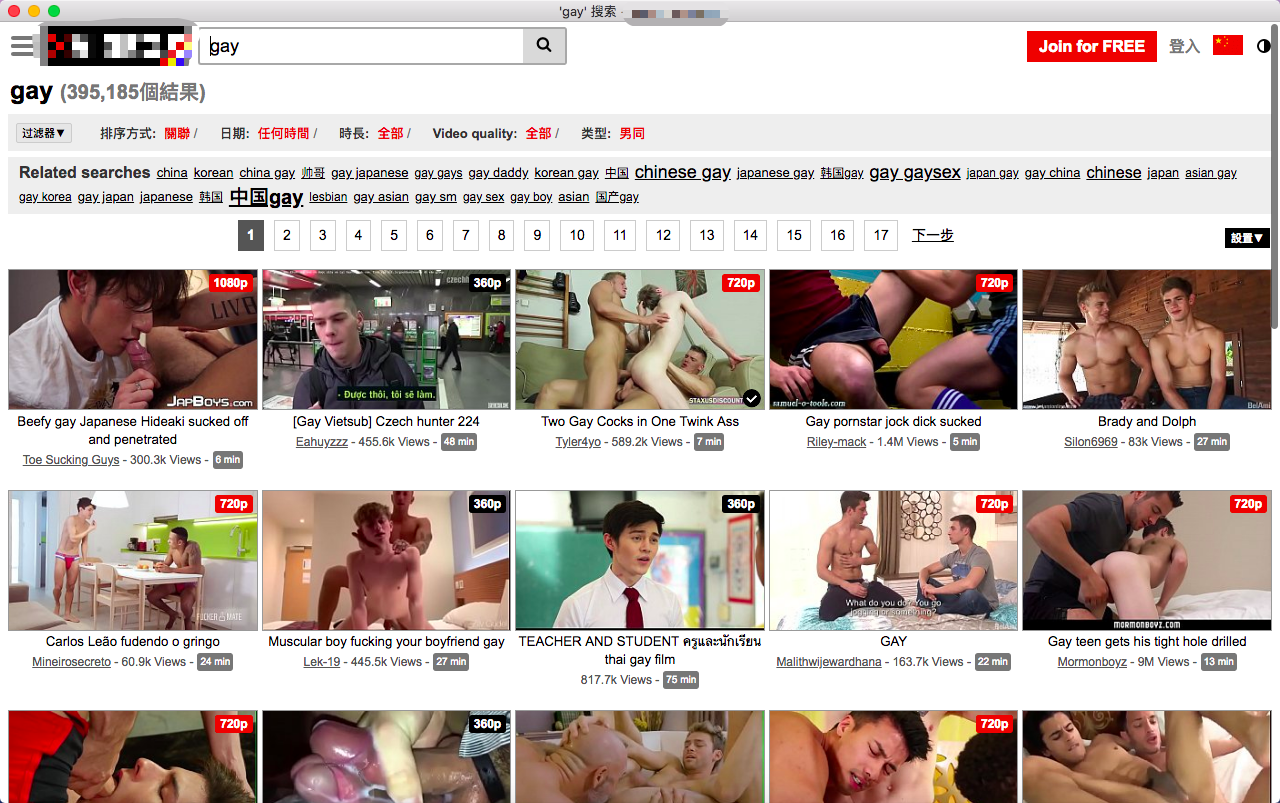 'gay' 搜索 -
gay
Join for FREE
登入
gay (395,185個結果)
过滤器▼ 排序方式: 關聯 / 日期: 任何時間 / 時長: 全部 / Video quality: 全部 / 类型: 男同
Related searches china korean china gay 帅哥 gay japanese gay gays gay daddy korean gay 中国 chinese gay japanese gay 韩国gay gay gaysex japan gay gay china chinese japan asian gay
gay korea gay japan japanese 韩国 中国gay lesbian gay asian gay sm gay sex gay boy asian 国产gay
1 2 3 4 5 6 7 8 9 10 11 12 13 14 15 16 17 下一步
設置▼
1080p
LIVE
JAPBOYS.COM
Beefy gay Japanese Hideaki sucked off
and penetrated
Toe Sucking Guys - 300.3k Views - 6 min
360p
- Được thôi, tôi sẽ làm.
[Gay Vietsub] Czech hunter 224
Eahuyzzz - 455.6k Views - 48 min
720p
STAXUSDISCOUNT
Two Gay Cocks in One Twink Ass
Tyler4yo - 589.2k Views - 7 min
720p
samuel-o-toole.com
Gay pornstar jock dick sucked
Riley-mack - 1.4M Views - 5 min
BelAmi
Brady and Dolph
Silon6969 - 83k Views - 27 min
720p
FUCKER MATE
Carlos Leão fudendo o gringo
Mineirosecreto - 60.9k Views - 24 min
360p
Muscular boy fucking your boyfriend gay
Lek-19 - 445.5k Views - 27 min
360p
TEACHER AND STUDENT ครูและนักเรียน
thai gay film
817.7k Views - 75 min
720p
What do you do? You go
jogging or something?
GAY
Malithwijewardhana - 163.7k Views - 22 min
720p
MORMONBOYZ.COM
Gay teen gets his tight hole drilled
Mormonboyz - 9M Views - 13 min
720p
360p
720p